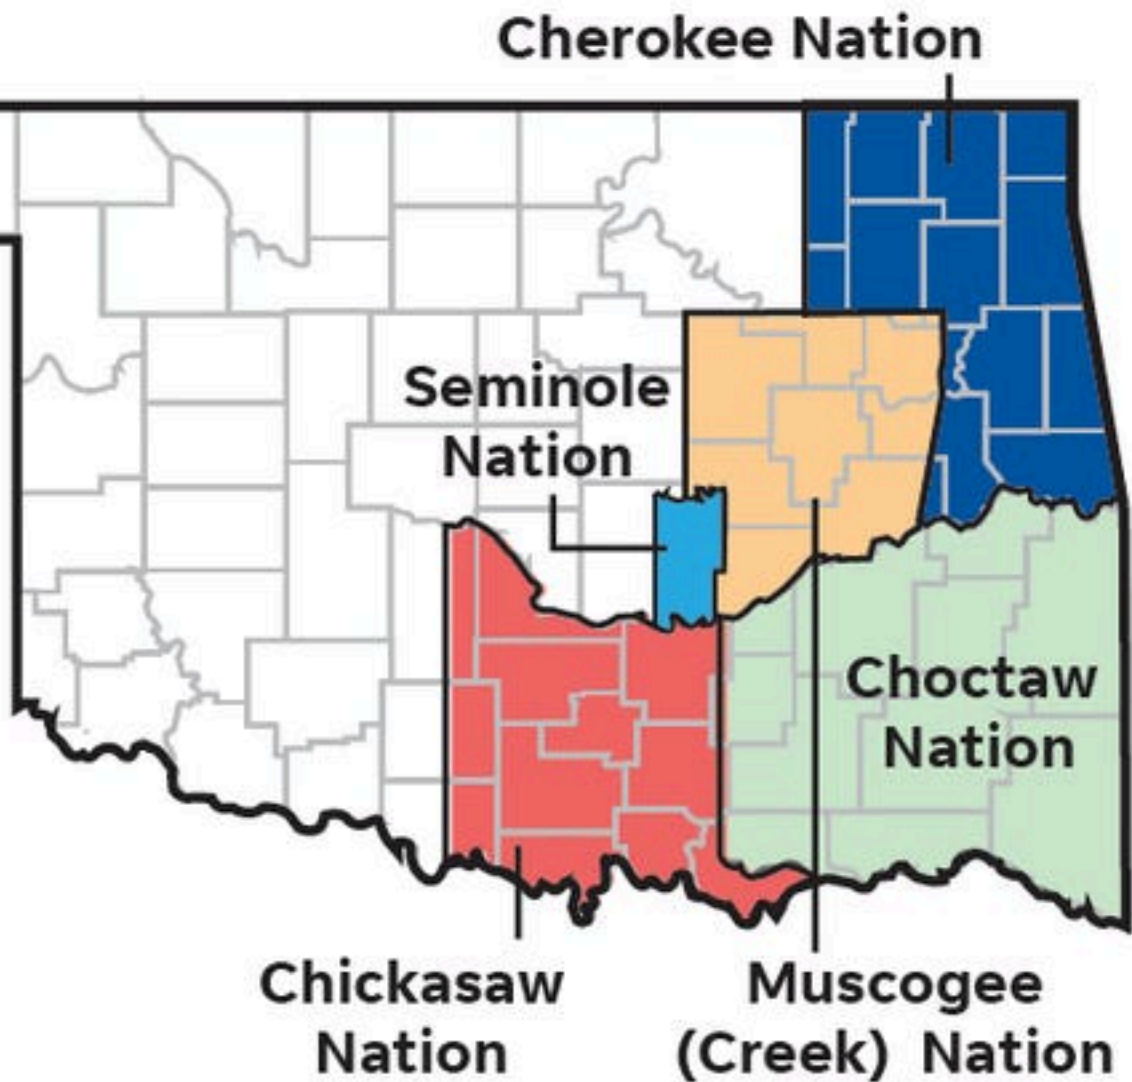 Cherokee Nation
Seminole
Nation
Choctaw
Nation
Chickasaw
Nation
Muscogee
(Creek) Nation